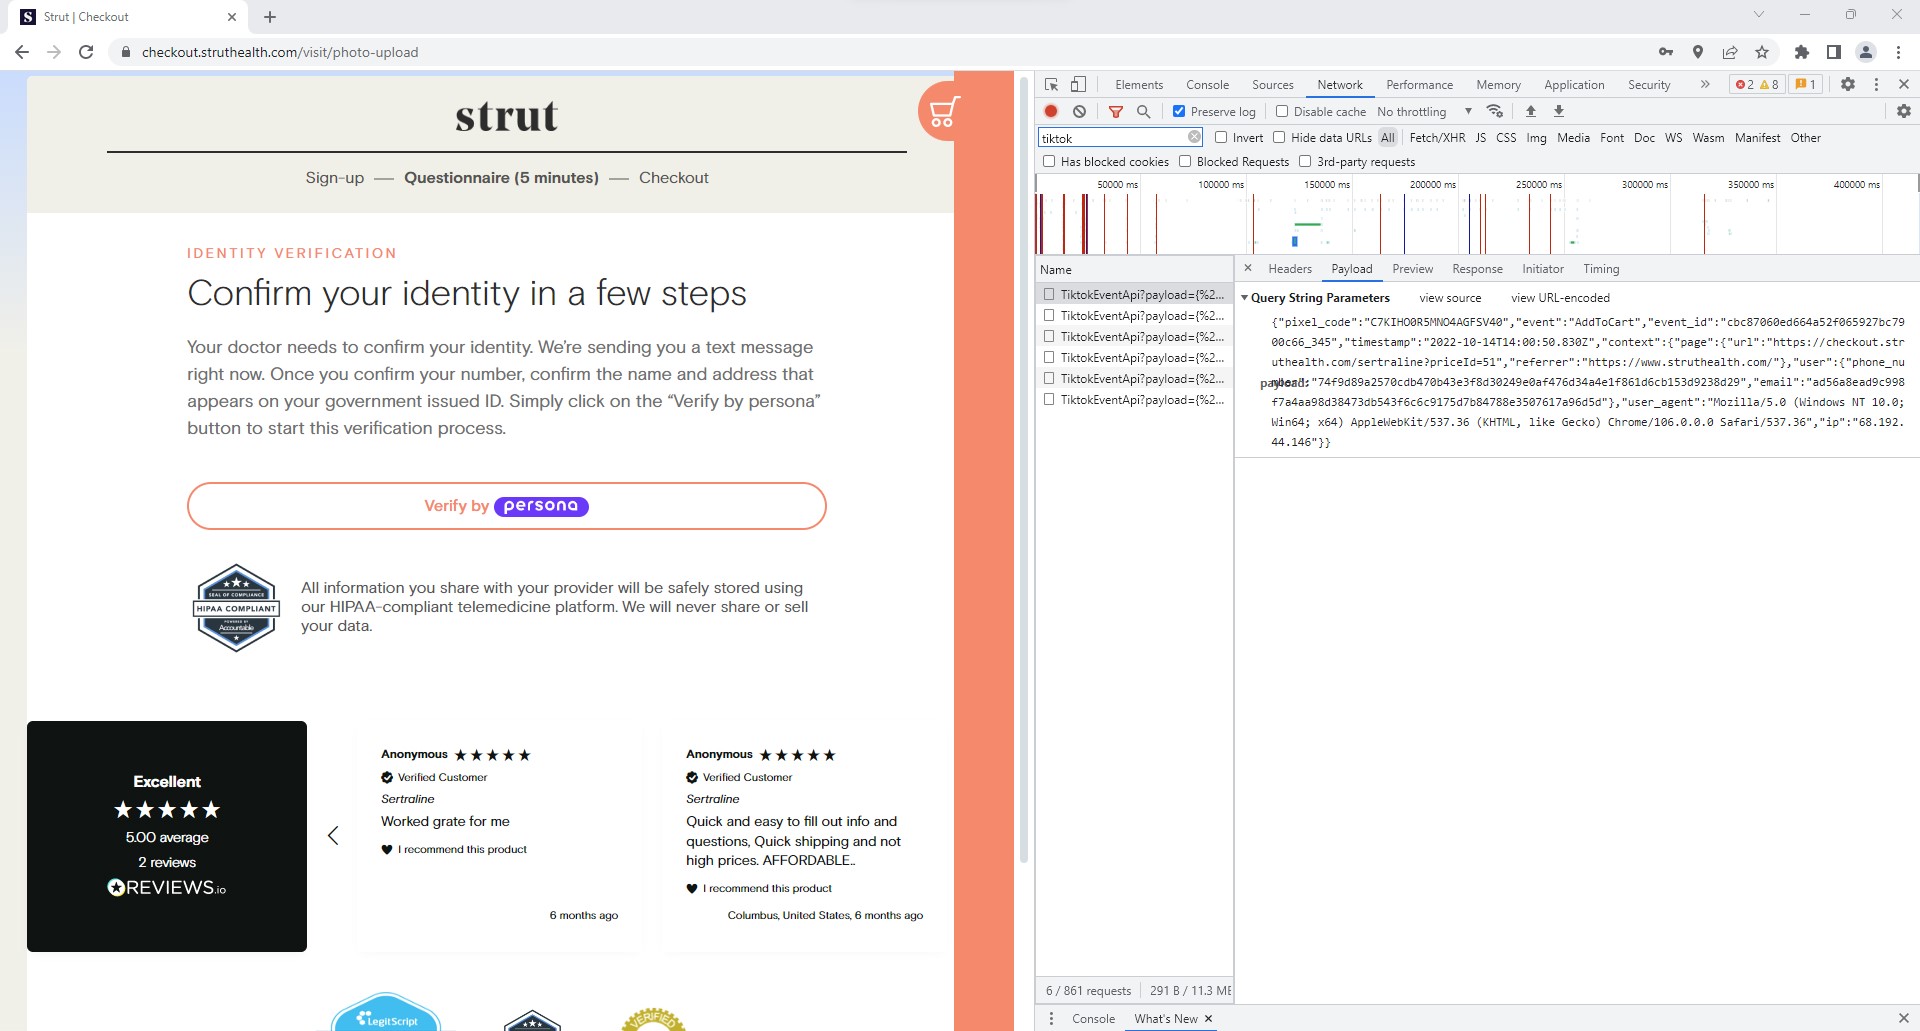 Strut | Checkout
checkout.struthealth.com/visit/photo-upload
strut
Sign-up — Questionnaire (5 minutes) — Checkout
IDENTITY VERIFICATION
Confirm your identity in a few steps
Your doctor needs to confirm your identity. We're sending you a text message
right now. Once you confirm your number, confirm the name and address that
appears on your government issued ID. Simply click on the “Verify by persona”
button to start this verification process.
Verify by persona
SEAL OF COMPLIANCE
HIPAA COMPLIANT
POWERED BY
Accountable
All information you share with your provider will be safely stored using
our HIPAA-compliant telemedicine platform. We will never share or sell
your data.
Excellent
5.00 average
2 reviews
REVIEWS.io
Anonymous
Verified Customer
Sertraline
Worked grate for me
I recommend this product
6 months ago
Anonymous
Verified Customer
Sertraline
Quick and easy to fill out info and
questions, Quick shipping and not
high prices. AFFORDABLE..
I recommend this product
Columbus, United States, 6 months ago
LegitScript
VERIFIED
Elements Console Sources Network Performance Memory Application Security » 2 8 1
Preserve log Disable cache No throttling
tiktok Invert Hide data URLs All Fetch/XHR JS CSS Img Media Font Doc WS Wasm Manifest Other
Has blocked cookies Blocked Requests 3rd-party requests
50000 ms 100000 ms 150000 ms 200000 ms 250000 ms 300000 ms 350000 ms 400000 ms
Name
TiktokEventApi?payload={%2...
TiktokEventApi?payload={%2...
TiktokEventApi?payload={%2...
TiktokEventApi?payload={%2...
TiktokEventApi?payload={%2...
TiktokEventApi?payload={%2...
Headers Payload Preview Response Initiator Timing
Query String Parameters view source view URL-encoded
{"pixel_code":"C7KIHO0R5MNO4AGFSV40","event":"AddToCart","event_id":"cbc87060ed664a52f065927bc79
00c66_345","timestamp":"2022-10-14T14:00:50.830Z","context":{"page":{"url":"https://checkout.str
uthealth.com/sertraline?priceId=51","referrer":"https://www.struthealth.com/"},"user":{"phone_nu
payload: mber":"74f9d89a2570cdb470b43e3f8d30249e0af476d34a4e1f861d6cb153d9238d29","email":"ad56a8ead9c998
f7a4aa98d38473db543f6c6c9175d7b84788e3507617a96d5d"},"user_agent":"Mozilla/5.0 (Windows NT 10.0;
Win64; x64) AppleWebKit/537.36 (KHTML, like Gecko) Chrome/106.0.0.0 Safari/537.36","ip":"68.192.
44.146"}}
6 / 861 requests 291 B / 11.3 ME
Console What's New